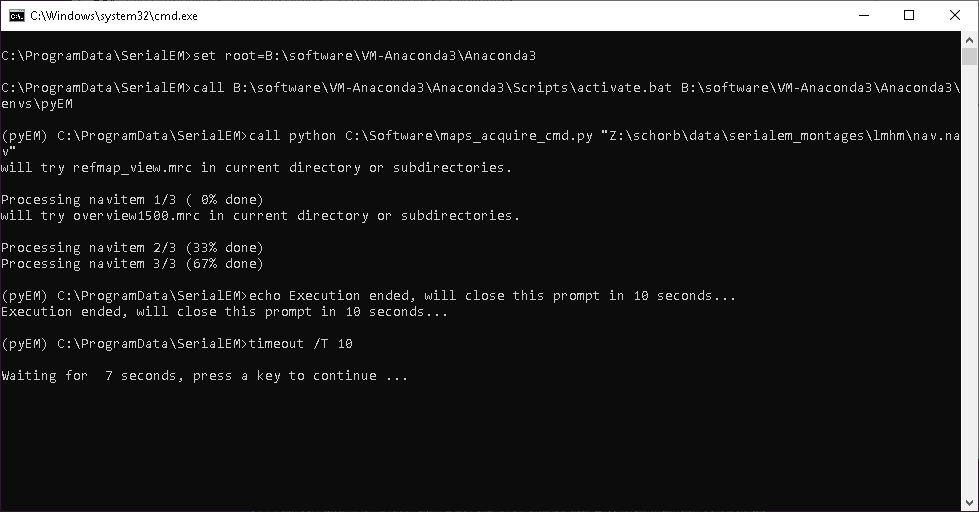 C:\Windows\system32\cmd.exe
C:\ProgramData\SerialEM>set root=B:\software\VM-Anaconda3\Anaconda3
C:\ProgramData\SerialEM>call B:\software\VM-Anaconda3\Anaconda3\Scripts\activate.bat B:\software\VM-Anaconda3\Anaconda3\
envs\pyEM
(pyEM) C:\ProgramData\SerialEM>call python C:\Software\maps_acquire_cmd.py "Z:\schorb\data\serialem_montages\lmhm\nav.na
v"
will try refmap_view.mrc in current directory or subdirectories.
Processing navitem 1/3 ( 0% done)
will try overview1500.mrc in current directory or subdirectories.
Processing navitem 2/3 (33% done)
Processing navitem 3/3 (67% done)
(pyEM) C:\ProgramData\SerialEM>echo Execution ended, will close this prompt in 10 seconds...
Execution ended, will close this prompt in 10 seconds...
(pyEM) C:\ProgramData\SerialEM>timeout /T 10
Waiting for  7 seconds, press a key to continue ...